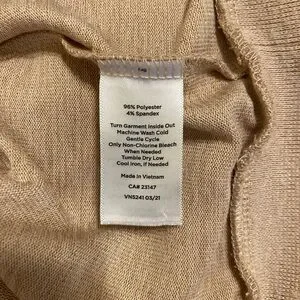 96% Polyester
4% Spandex
Turn Garment Inside Out
Machine Wash Cold
Gentle Cycle
Only Non-Chlorine Bleach
When Needed
Tumble Dry Low
Cool Iron, if Needed
Made in Vietnam
CA# 23147
VN5241 03/21